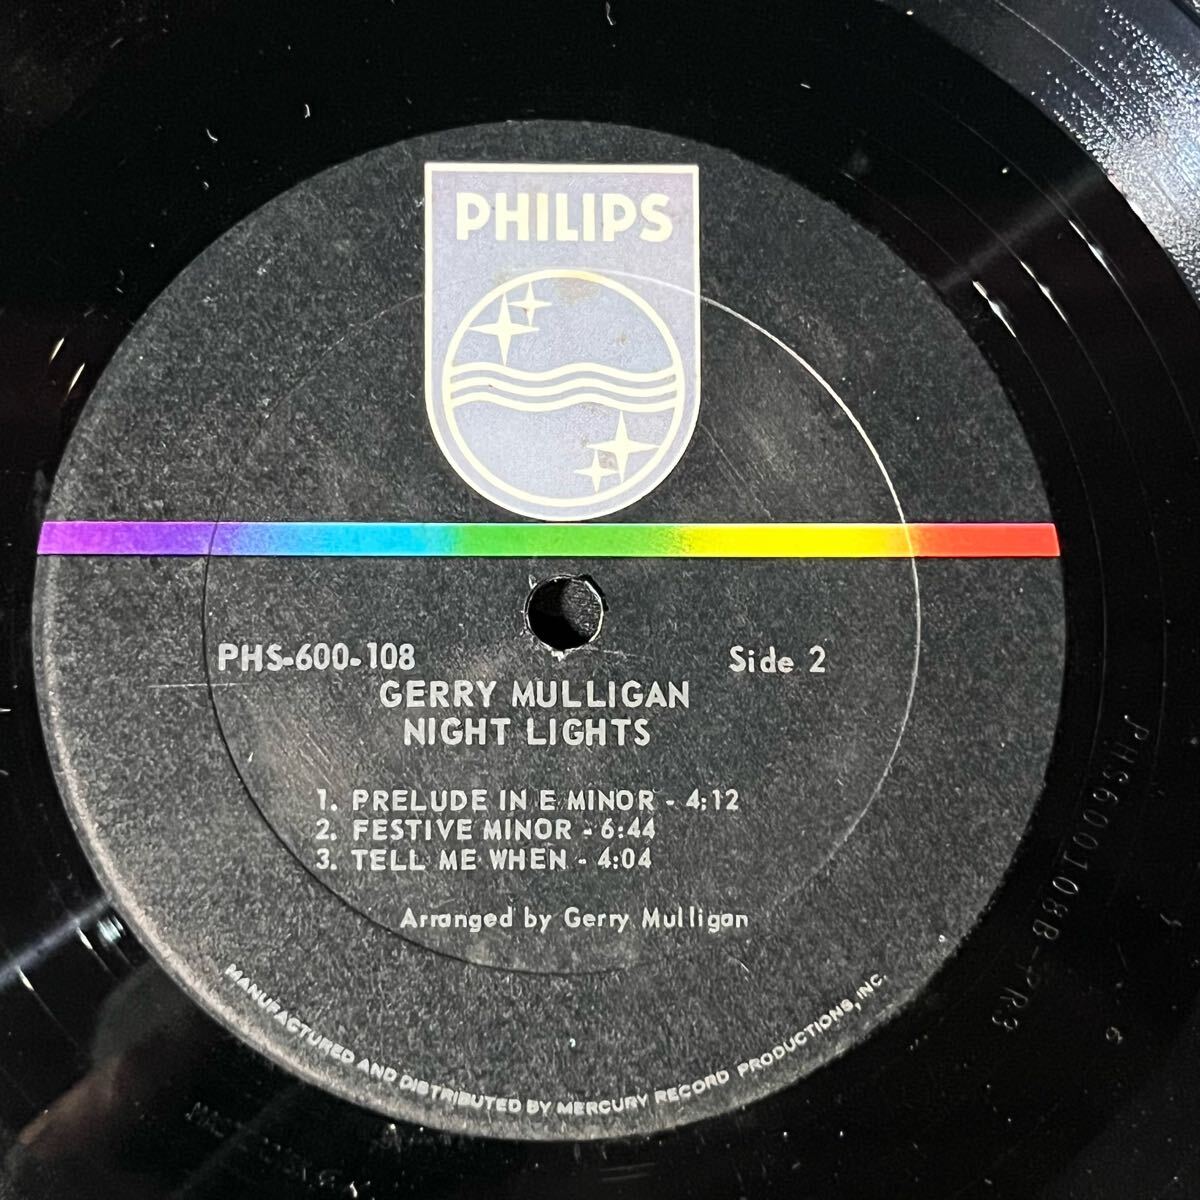 PHILIPS
PHS-600-108 Side 2
GERRY MULLIGAN
NIGHT LIGHTS
1. PRELUDE IN E MINOR - 4:12
2. FESTIVE MINOR - 6:44
3. TELL ME WHEN - 4:04
Arranged by Gerry Mulligan
MANUFACTURED AND DISTRIBUTED BY MERCURY RECORD PRODUCTIONS, INC.
PHS600108B-PR3